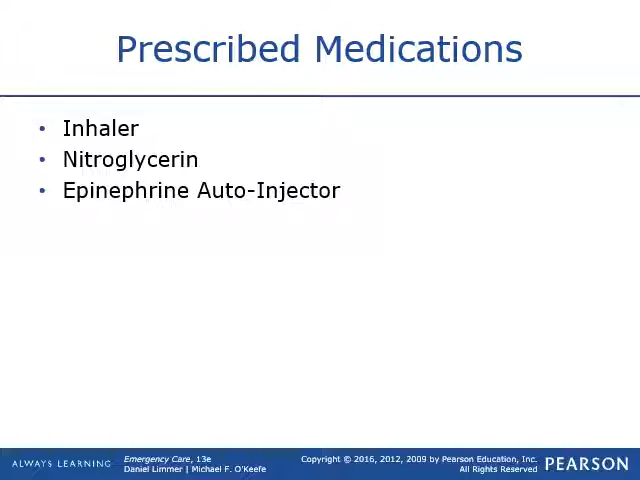 Prescribed Medications
• Inhaler
• Nitroglycerin
• Epinephrine Auto-Injector
ALWAYS LEARNING
Emergency Care, 13e
Daniel Limmer | Michael F. O'Keefe
Copyright © 2016, 2012, 2009 by Pearson Education, Inc.
All Rights Reserved
PEARSON